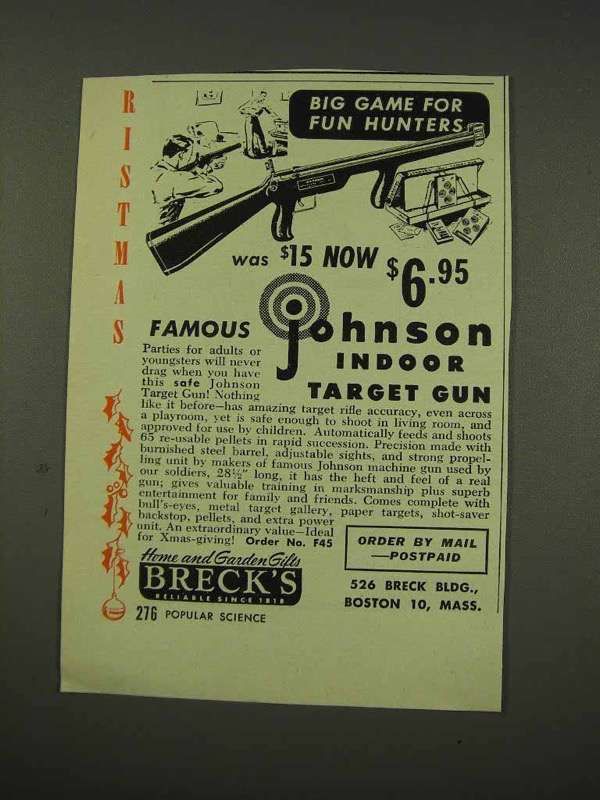 RISTMAS
BIG GAME FOR
FUN HUNTERS
was $15 NOW $6.95
FAMOUS Johnson
INDOOR
TARGET GUN
Parties for adults or
youngsters will never
drag when you have
this safe Johnson
Target Gun! Nothing
like it before—has amazing target rifle accuracy, even across
a playroom, yet is safe enough to shoot in living room, and
approved for use by children. Automatically feeds and shoots
65 re-usable pellets in rapid succession. Precision made with
burnished steel barrel, adjustable sights, and strong propel-
ling unit by makers of famous Johnson machine gun used by
our soldiers, 28½" long, it has the heft and feel of a real
gun; gives valuable training in marksmanship plus superb
entertainment for family and friends. Comes complete with
bull's-eyes, metal target gallery, paper targets, shot-saver
backstop, pellets, and extra power
unit. An extraordinary value—Ideal
for Xmas-giving! Order No. F45
ORDER BY MAIL
—POSTPAID
Home and Garden Gifts
BRECK'S
RELIABLE SINCE 1818
526 BRECK BLDG.,
BOSTON 10, MASS.
276 POPULAR SCIENCE